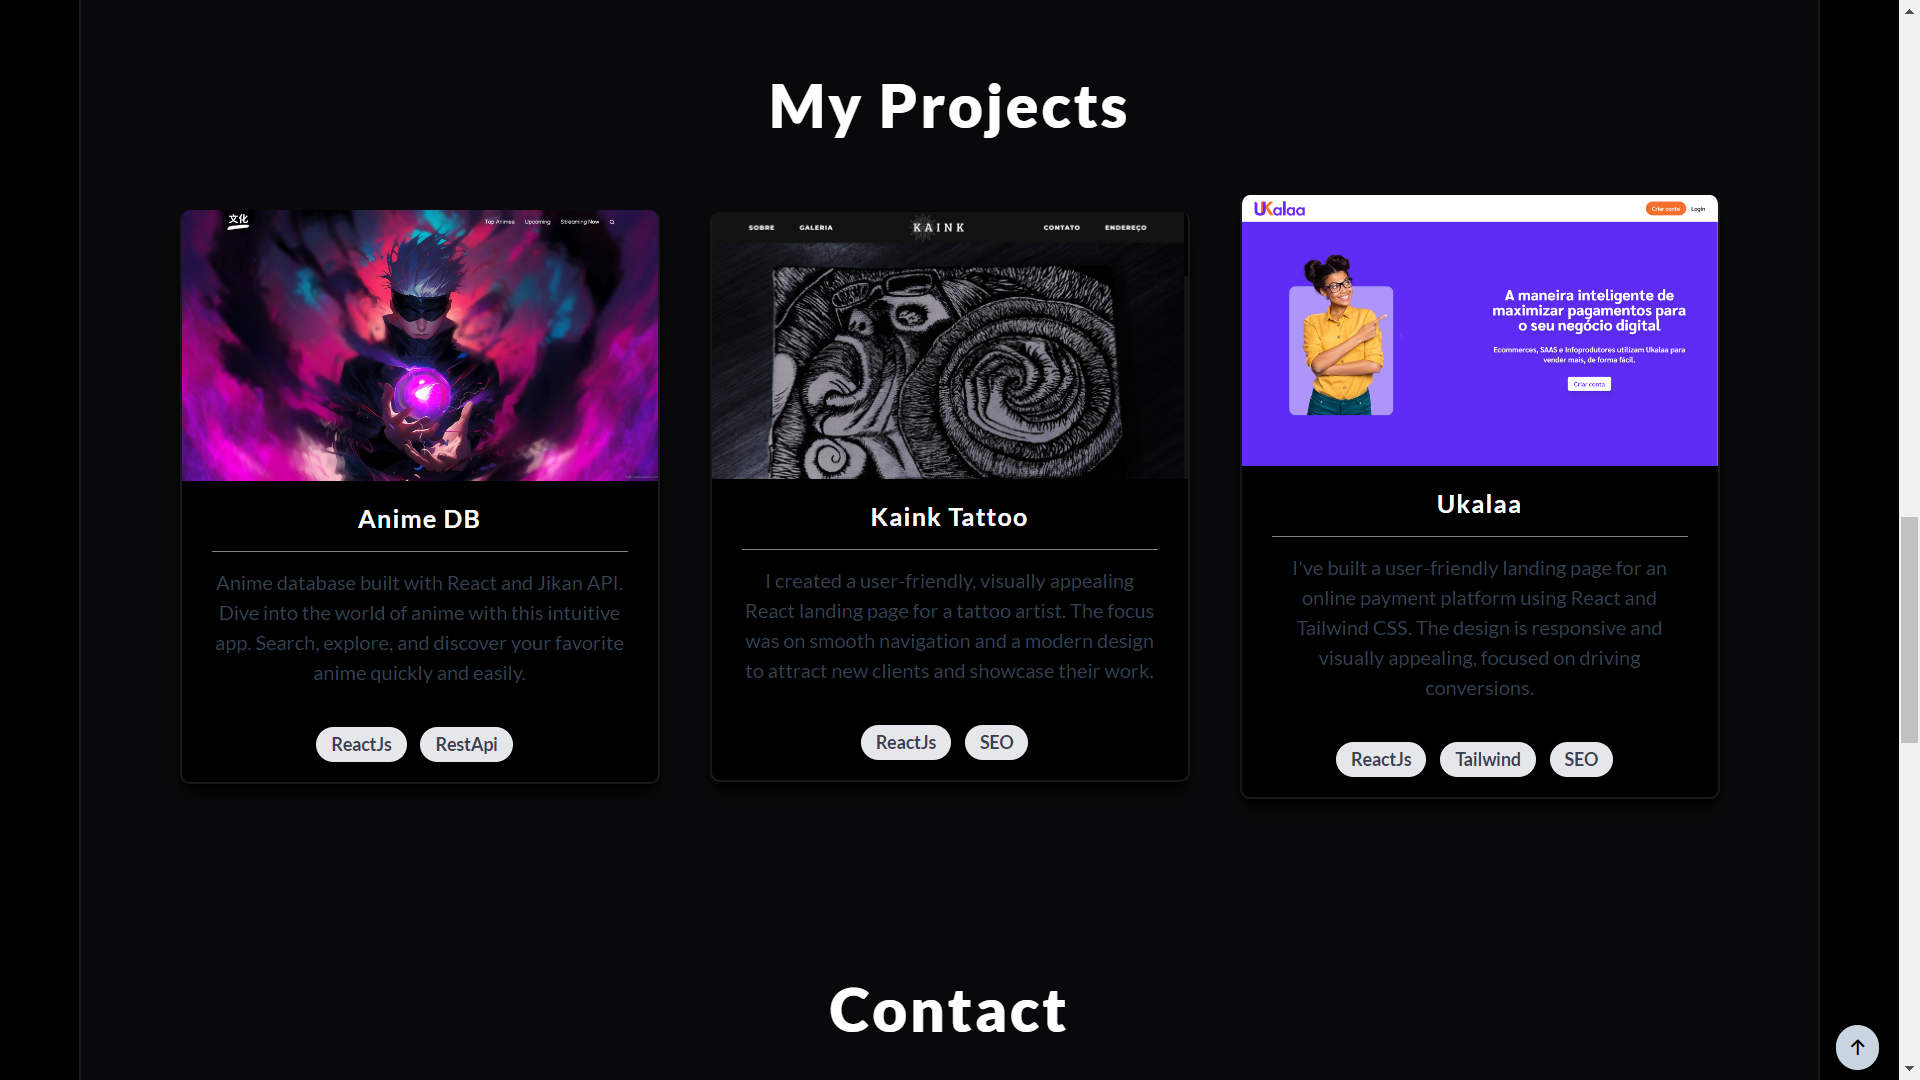 My Projects
文化
Top Animes Upcoming Streaming Now
Anime DB
Anime database built with React and Jikan API.
Dive into the world of anime with this intuitive
app. Search, explore, and discover your favorite
anime quickly and easily.
ReactJs RestApi
SOBRE GALERIA KAINK CONTATO ENDEREÇO
Kaink Tattoo
I created a user-friendly, visually appealing
React landing page for a tattoo artist. The focus
was on smooth navigation and a modern design
to attract new clients and showcase their work.
ReactJs SEO
UKalaa Criar conta Login
A maneira inteligente de
maximizar pagamentos para
o seu negócio digital
Ecommerces, SAAS e Infoprodutores utilizam Ukalaa para
vender mais, de forma fácil.
Criar conta
Ukalaa
I've built a user-friendly landing page for an
online payment platform using React and
Tailwind CSS. The design is responsive and
visually appealing, focused on driving
conversions.
ReactJs Tailwind SEO
Contact